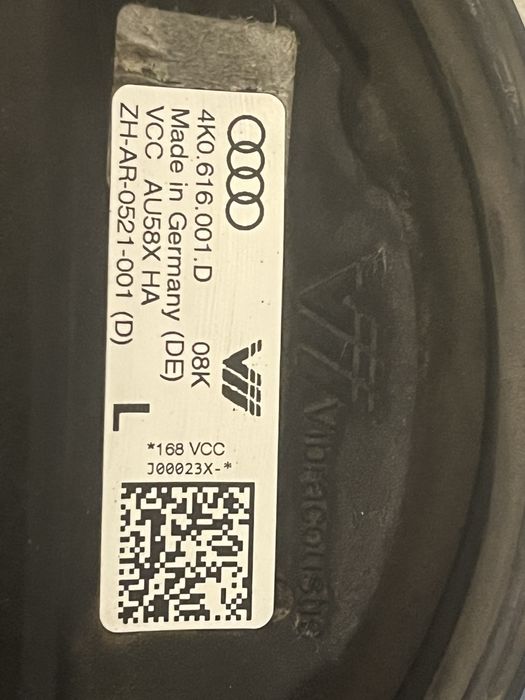 4K0.616.001.D 08K
Made in Germany (DE)
VCC AU58X HA
ZH-AR-0521-001 (D)
L
*168 VCC
J00023X-*
Vibracoustic